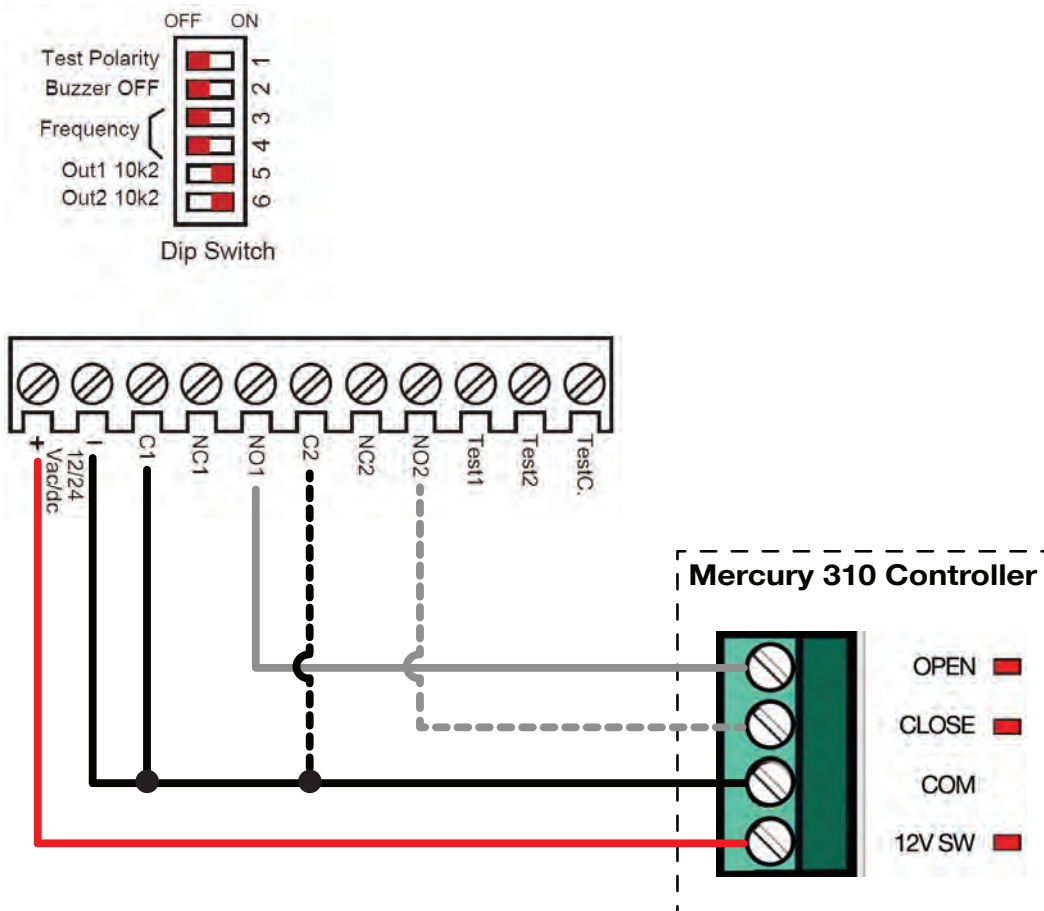 OFF ON
Test Polarity 1
Buzzer OFF 2
Frequency 3
4
Out1 10k2 5
Out2 10k2 6
Dip Switch
+
-
12/24
Vac/dc
C1
NC1
NO1
C2
NC2
NO2
Test1
Test2
TestC.
Mercury 310 Controller
OPEN
CLOSE
COM
12V SW